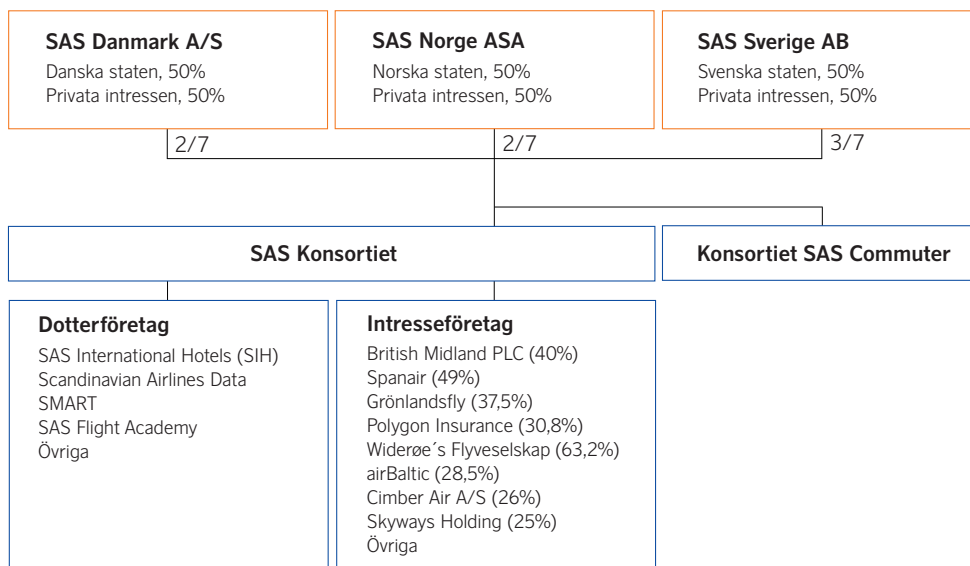 SAS Danmark A/S
Danska staten, 50%
Privata intressen, 50%
SAS Norge ASA
Norska staten, 50%
Privata intressen, 50%
SAS Sverige AB
Svenska staten, 50%
Privata intressen, 50%
2/7
2/7
3/7
SAS Konsortiet
Konsortiet SAS Commuter
Dotterföretag
SAS International Hotels (SIH)
Scandinavian Airlines Data
SMART
SAS Flight Academy
Övriga
Intresseföretag
British Midland PLC (40%)
Spanair (49%)
Grönlandsfly (37,5%)
Polygon Insurance (30,8%)
Widerøe´s Flyveselskap (63,2%)
airBaltic (28,5%)
Cimber Air A/S (26%)
Skyways Holding (25%)
Övriga